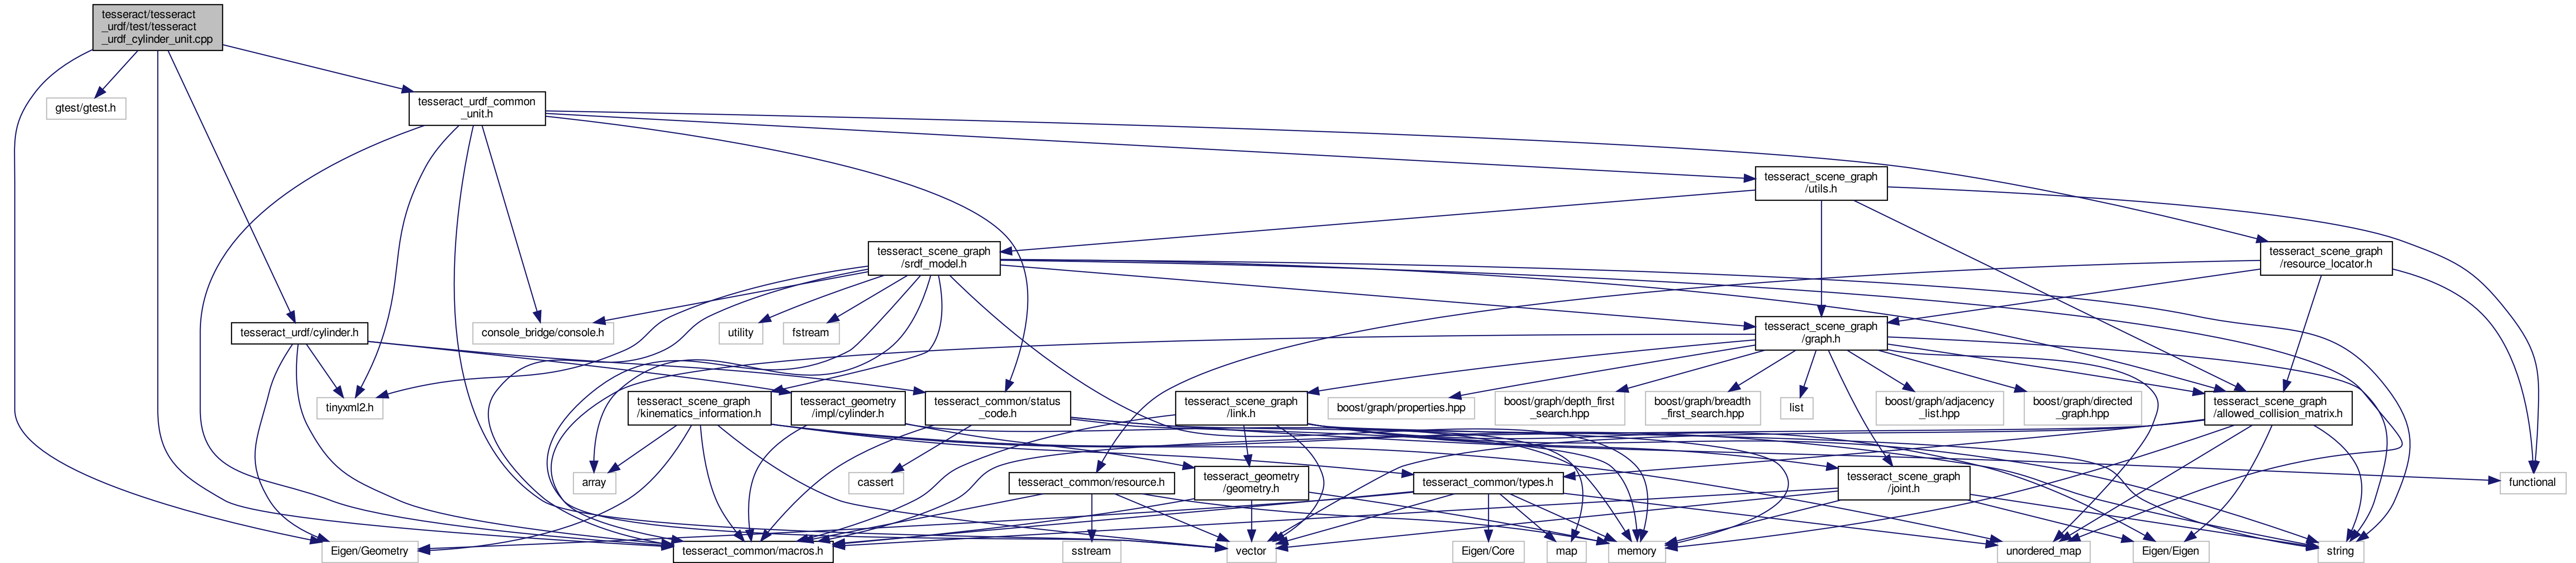 tesseract/tesseract
_urdf/test/tesseract
_urdf_cylinder_unit.cpp
gtest/gtest.h
tesseract_urdf_common
_unit.h
tesseract_scene_graph
/utils.h
tesseract_scene_graph
/srdf_model.h
tesseract_scene_graph
/resource_locator.h
tesseract_urdf/cylinder.h
console_bridge/console.h
utility
fstream
tesseract_scene_graph
/graph.h
tinyxml2.h
tesseract_scene_graph
/kinematics_information.h
tesseract_geometry
/impl/cylinder.h
tesseract_common/status
_code.h
tesseract_scene_graph
/link.h
boost/graph/properties.hpp
boost/graph/depth_first
_search.hpp
boost/graph/breadth
_first_search.hpp
list
boost/graph/adjacency
_list.hpp
boost/graph/directed
_graph.hpp
tesseract_scene_graph
/allowed_collision_matrix.h
array
cassert
tesseract_common/resource.h
tesseract_geometry
/geometry.h
tesseract_common/types.h
tesseract_scene_graph
/joint.h
functional
Eigen/Geometry
tesseract_common/macros.h
sstream
vector
Eigen/Core
map
memory
unordered_map
Eigen/Eigen
string